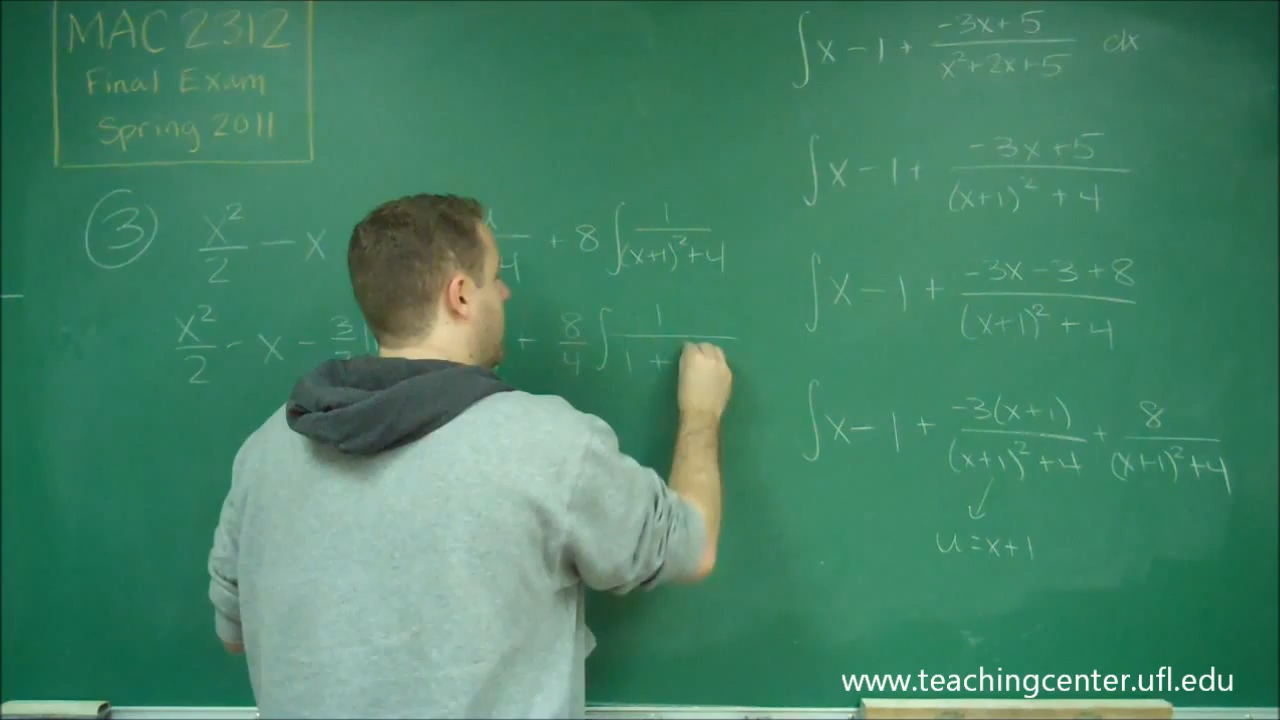 MAC 2312
Final Exam
Spring 2011
③ x²/2 − x + 8 ∫ 1/((x+1)²+4)
x²/2 − x − 3/ + 8/4 ∫ 1/(1 +
∫ x − 1 + (-3x+5)/(x²+2x+5) dx
∫ x − 1 + (-3x+5)/((x+1)²+4)
∫ x − 1 + (-3x−3+8)/((x+1)²+4)
∫ x − 1 + -3(x+1)/((x+1)²+4) + 8/((x+1)²+4)
u=x+1
www.teachingcenter.ufl.edu